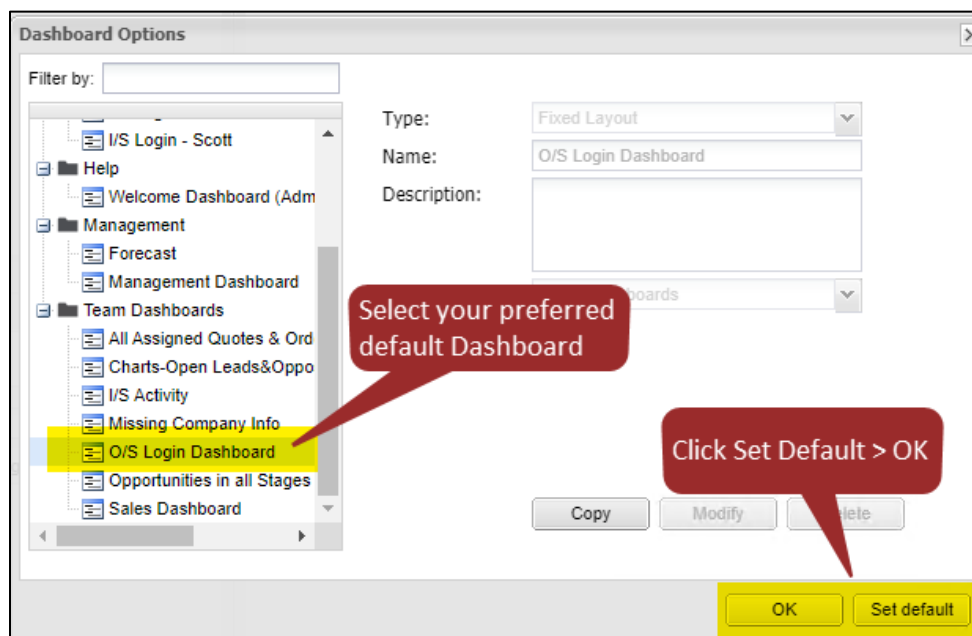 Dashboard Options
Filter by:
I/S Login - Scott
Help
Welcome Dashboard (Adm
Management
Forecast
Management Dashboard
Team Dashboards
All Assigned Quotes & Ord
Charts-Open Leads&Oppo
I/S Activity
Missing Company Info
O/S Login Dashboard
Opportunities in all Stages
Sales Dashboard
Type:
Fixed Layout
Name:
O/S Login Dashboard
Description:
Select your preferred
default Dashboard
Click Set Default > OK
Copy
Modify
OK
Set default